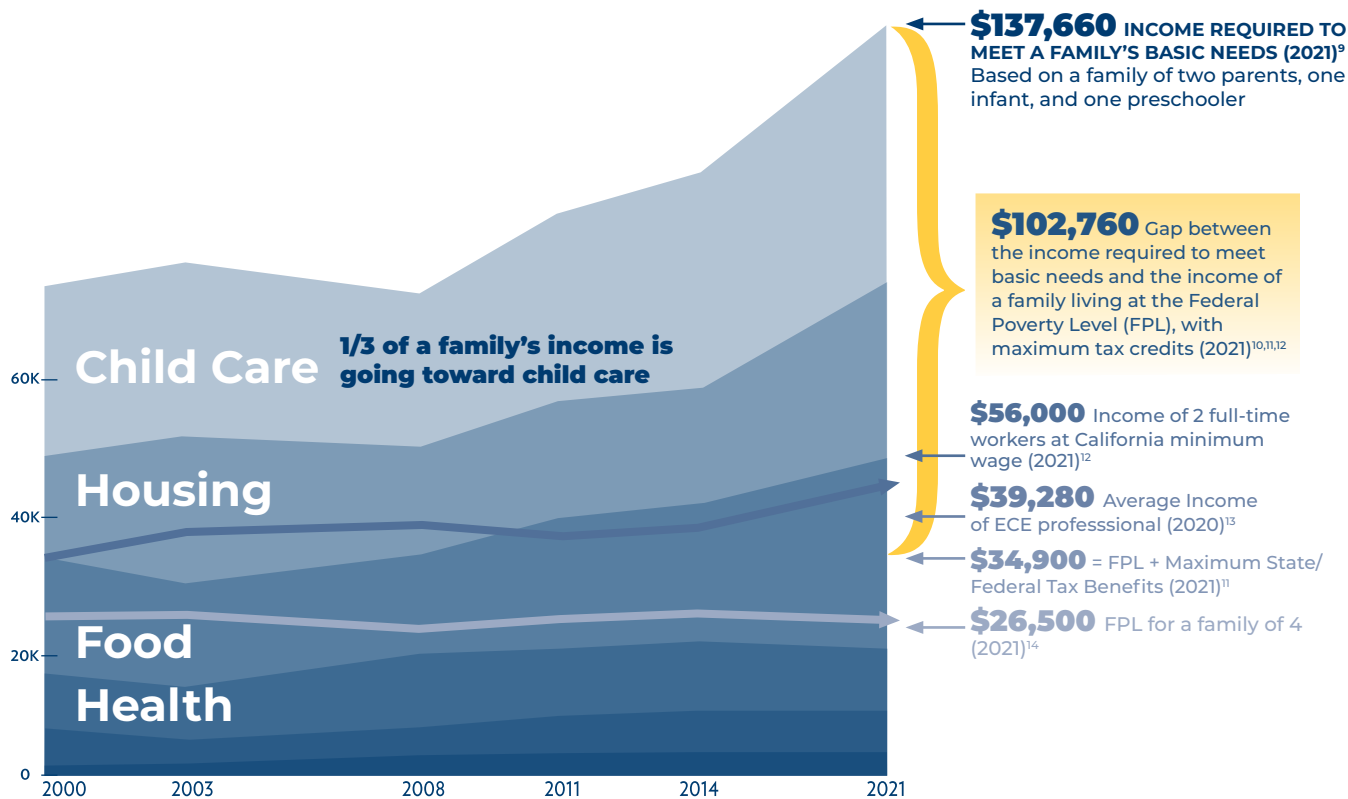 $137,660 INCOME REQUIRED TO
MEET A FAMILY'S BASIC NEEDS (2021)⁹
Based on a family of two parents, one
infant, and one preschooler
$102,760 Gap between
the income required to meet
basic needs and the income of
a family living at the Federal
Poverty Level (FPL), with
maximum tax credits (2021)¹⁰,¹¹,¹²
1/3 of a family's income is
going toward child care
Child Care
60K
$56,000 Income of 2 full-time
workers at California minimum
wage (2021)¹²
Housing
$39,280 Average Income
of ECE professsional (2020)¹³
40K
$34,900 = FPL + Maximum State/
Federal Tax Benefits (2021)¹¹
$26,500 FPL for a family of 4
(2021)¹⁴
Food
20K
Health
0
2000 2003 2008 2011 2014 2021